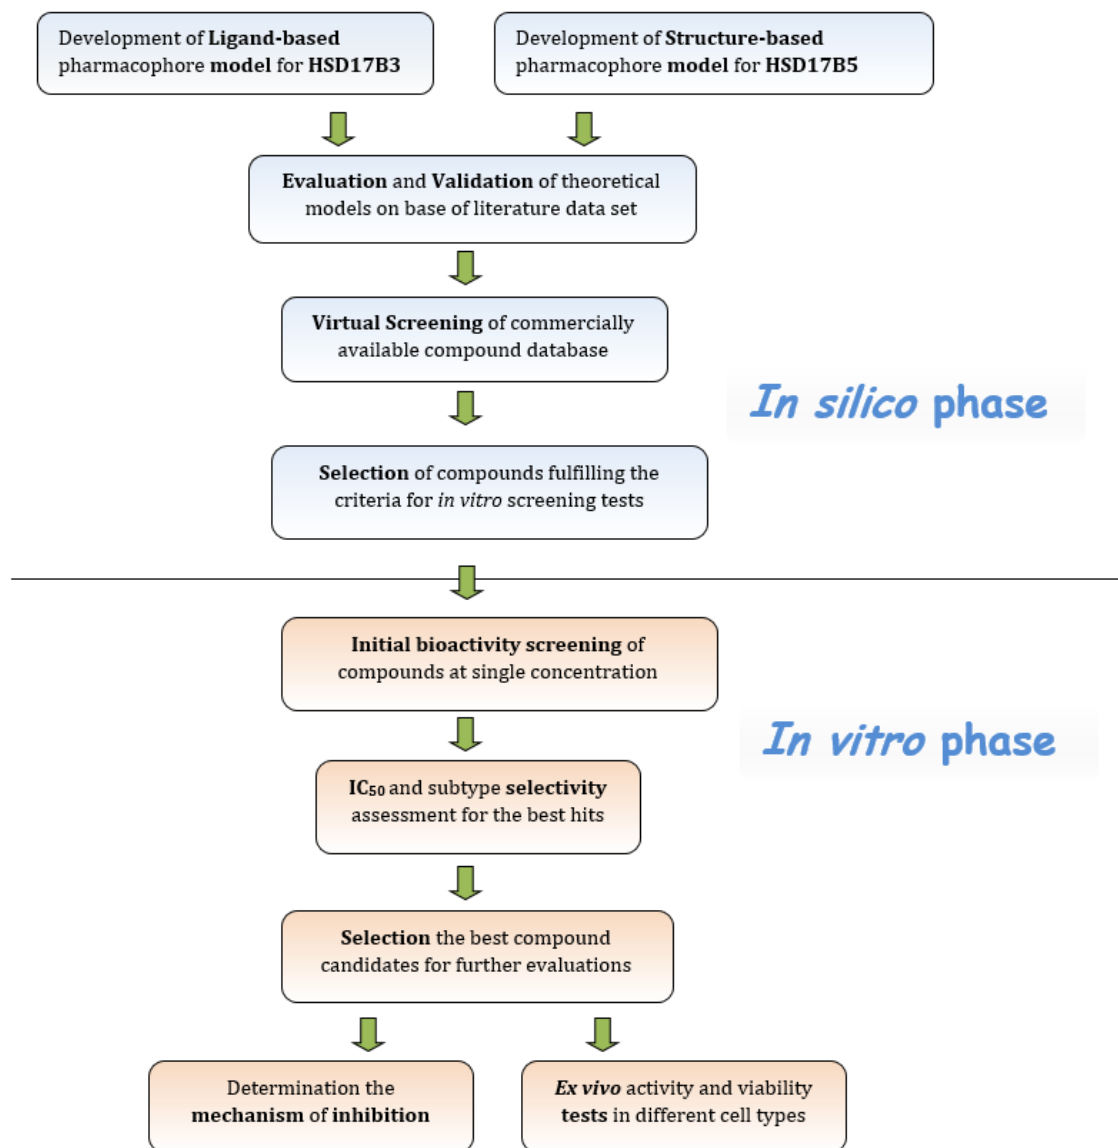 Development of Ligand-based
pharmacophore model for HSD17B3
Development of Structure-based
pharmacophore model for HSD17B5
Evaluation and Validation of theoretical
models on base of literature data set
Virtual Screening of commercially
available compound database
In silico phase
Selection of compounds fulfilling the
criteria for in vitro screening tests
Initial bioactivity screening of
compounds at single concentration
In vitro phase
IC₅₀ and subtype selectivity
assessment for the best hits
Selection the best compound
candidates for further evaluations
Determination the
mechanism of inhibition
Ex vivo activity and viability
tests in different cell types